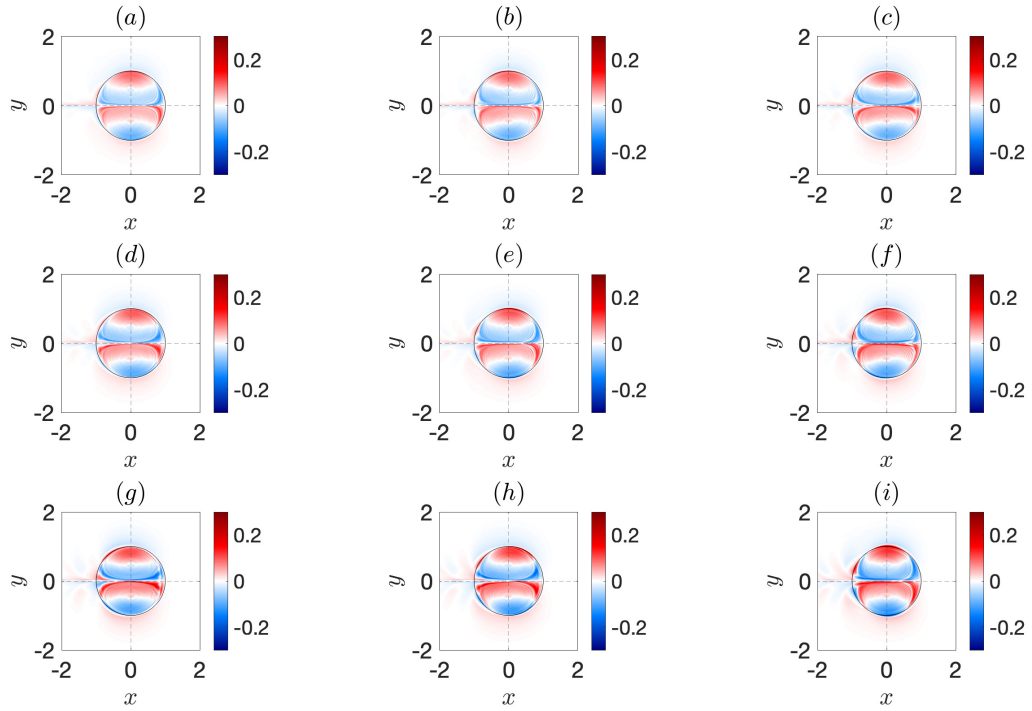 (a) (b) (c)
2 0.2 2 0.2 2 0.2
y 0 0 y 0 0 y 0 0
-0.2 -0.2 -0.2
-2 -2 -2
-2 0 2 -2 0 2 -2 0 2
x x x
(d) (e) (f)
2 0.2 2 0.2 2 0.2
y 0 0 y 0 0 y 0 0
-0.2 -0.2 -0.2
-2 -2 -2
-2 0 2 -2 0 2 -2 0 2
x x x
(g) (h) (i)
2 0.2 2 0.2 2 0.2
y 0 0 y 0 0 y 0 0
-0.2 -0.2 -0.2
-2 -2 -2
-2 0 2 -2 0 2 -2 0 2
x x x